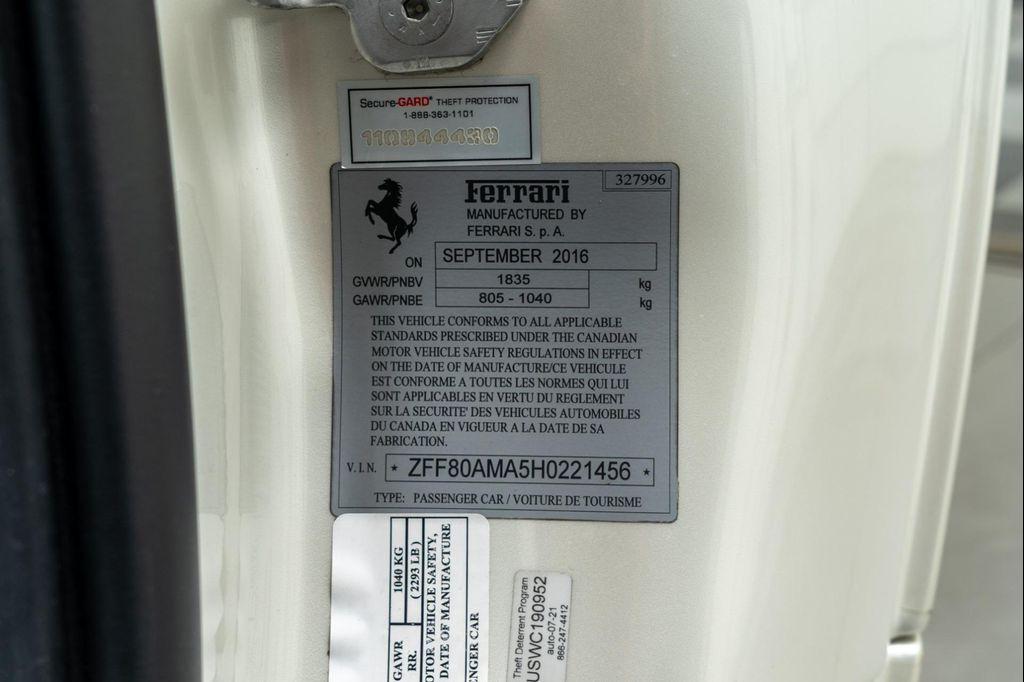 Secure-GARD® THEFT PROTECTION
1-888-363-1101
110844430
Ferrari
327996
MANUFACTURED BY
FERRARI S. p. A.
ON SEPTEMBER 2016
GVWR/PNBV 1835 kg
GAWR/PNBE 805 - 1040 kg
THIS VEHICLE CONFORMS TO ALL APPLICABLE
STANDARDS PRESCRIBED UNDER THE CANADIAN
MOTOR VEHICLE SAFETY REGULATIONS IN EFFECT
ON THE DATE OF MANUFACTURE/CE VEHICULE
EST CONFORME A TOUTES LES NORMES QUI LUI
SONT APPLICABLES EN VERTU DU REGLEMENT
SUR LA SECURITE' DES VEHICULES AUTOMOBILES
DU CANADA EN VIGUEUR A LA DATE DE SA
FABRICATION.
V.I.N. * ZFF80AMA5H0221456 *
TYPE: PASSENGER CAR / VOITURE DE TOURISME
GAWR 1040 KG
RR. ( 2293 LB )
VEHICLE SAFETY,
DATE OF MANUFACTURE
CAR
Theft Deterrent Program
USWC190952
auto-07-21
866-247-4412